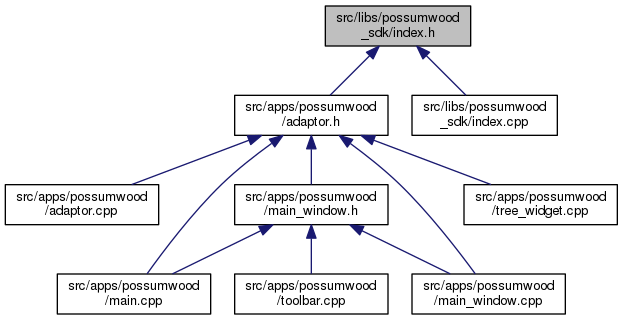 src/libs/possumwood
_sdk/index.h
src/apps/possumwood
/adaptor.h
src/libs/possumwood
_sdk/index.cpp
src/apps/possumwood
/adaptor.cpp
src/apps/possumwood
/main_window.h
src/apps/possumwood
/tree_widget.cpp
src/apps/possumwood
/main.cpp
src/apps/possumwood
/toolbar.cpp
src/apps/possumwood
/main_window.cpp